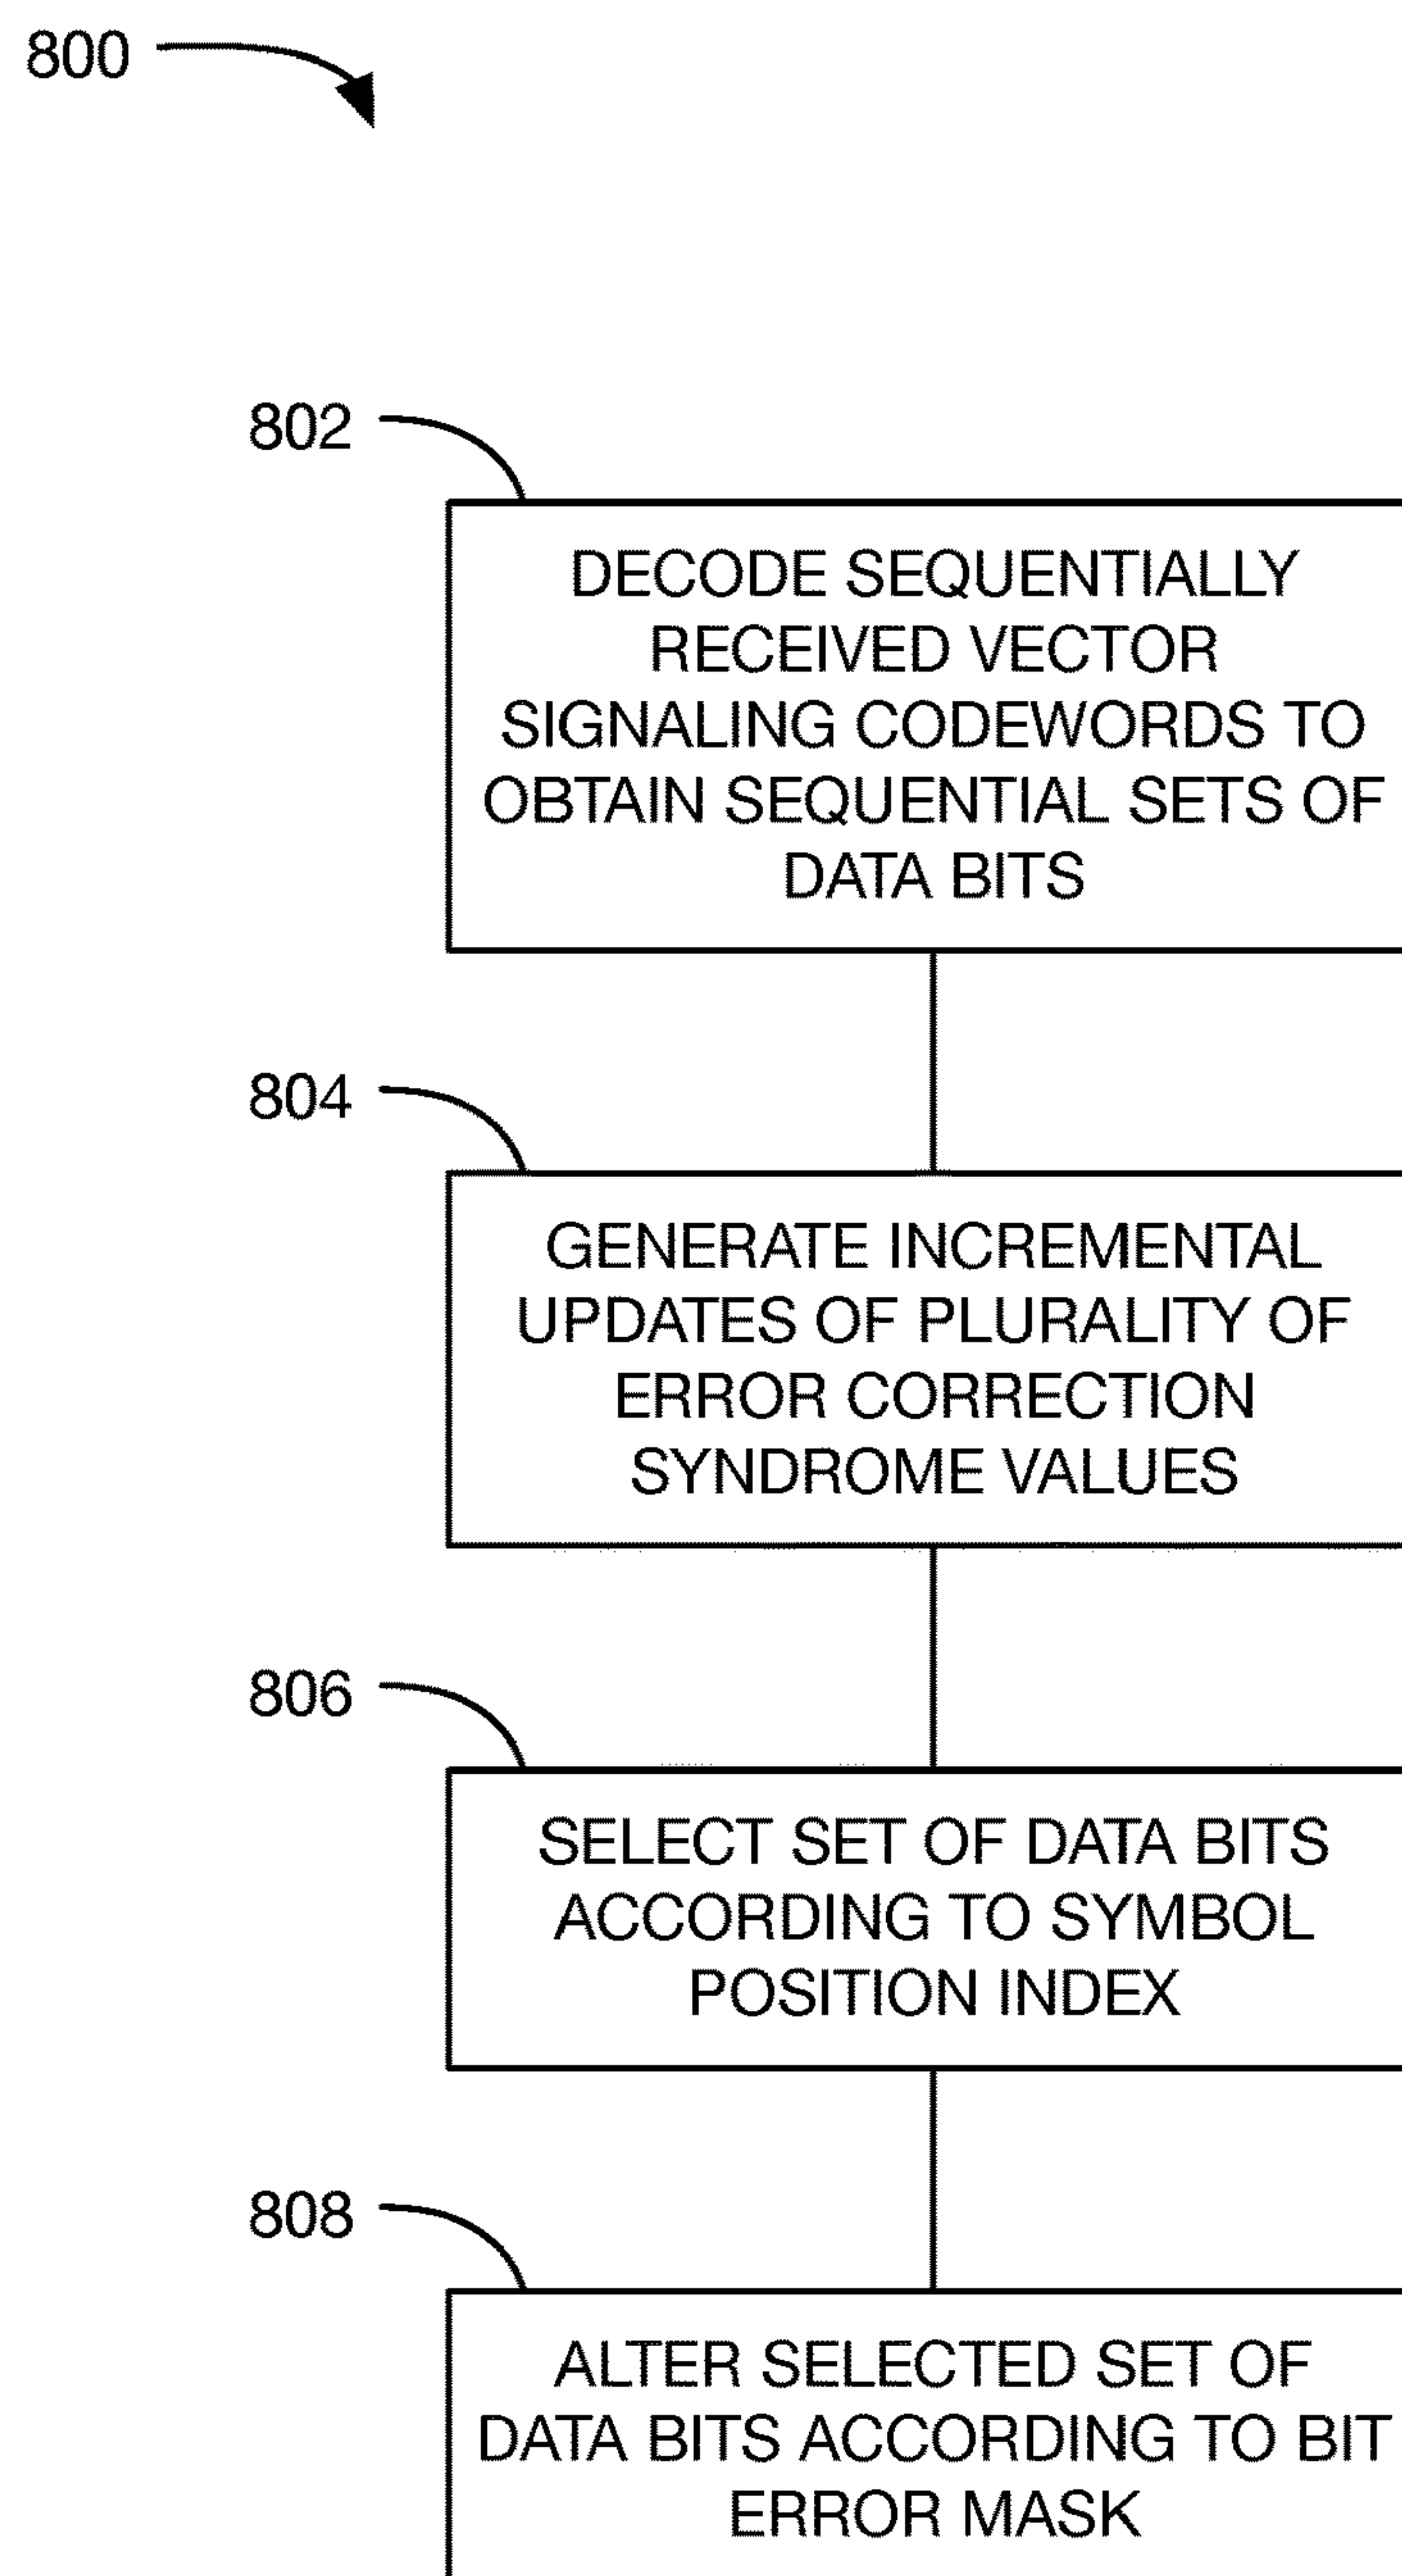 800
802
DECODE SEQUENTIALLY
RECEIVED VECTOR
SIGNALING CODEWORDS TO
OBTAIN SEQUENTIAL SETS OF
DATA BITS
804
GENERATE INCREMENTAL
UPDATES OF PLURALITY OF
ERROR CORRECTION
SYNDROME VALUES
806
SELECT SET OF DATA BITS
ACCORDING TO SYMBOL
POSITION INDEX
808
ALTER SELECTED SET OF
DATA BITS ACCORDING TO BIT
ERROR MASK